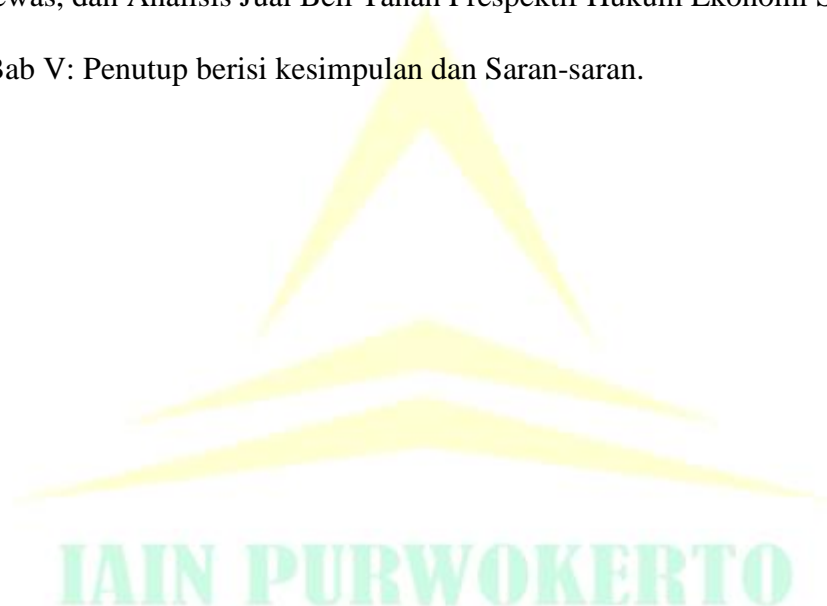 dan Analisis Jual Beli Tanah Prespektif Hukum Ekonomi
Bab V: Penutup berisi kesimpulan dan Saran-saran.
IAIN PURWOKERTO